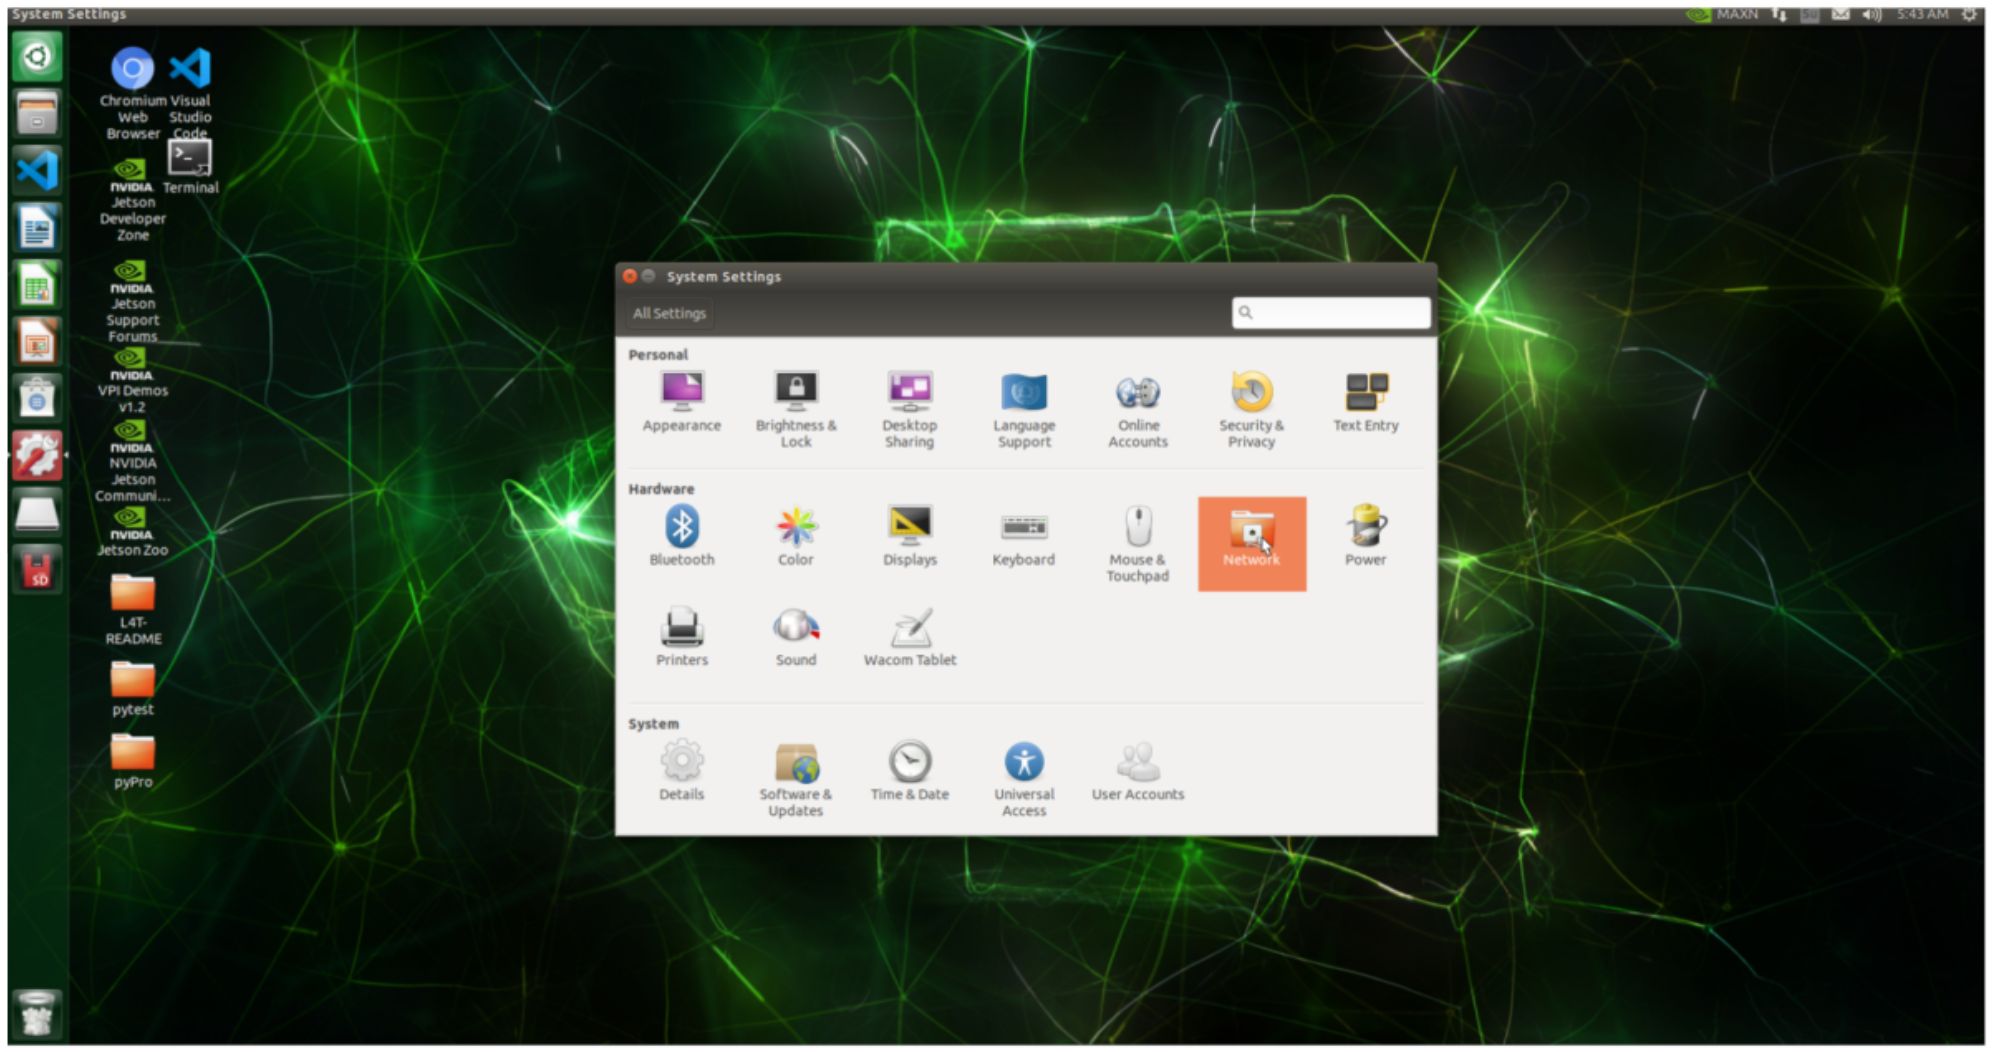 System Settings
MAXN
5:43 AM
Chromium
Web
Browser
Visual
Studio
Code
>_
Terminal
NVIDIA.
Jetson
Developer
Zone
NVIDIA.
Jetson
Support
Forums
NVIDIA.
VPI Demos
v1.2
NVIDIA.
NVIDIA
Jetson
Communi...
NVIDIA.
Jetson Zoo
L4T-
README
pytest
pyPro
SD
System Settings
All Settings
Personal
Appearance
Brightness &
Lock
Desktop
Sharing
Language
Support
Online
Accounts
Security &
Privacy
Text Entry
Hardware
Bluetooth
Color
Displays
Keyboard
Mouse &
Touchpad
Network
Power
Printers
Sound
Wacom Tablet
System
Details
Software &
Updates
Time & Date
Universal
Access
User Accounts